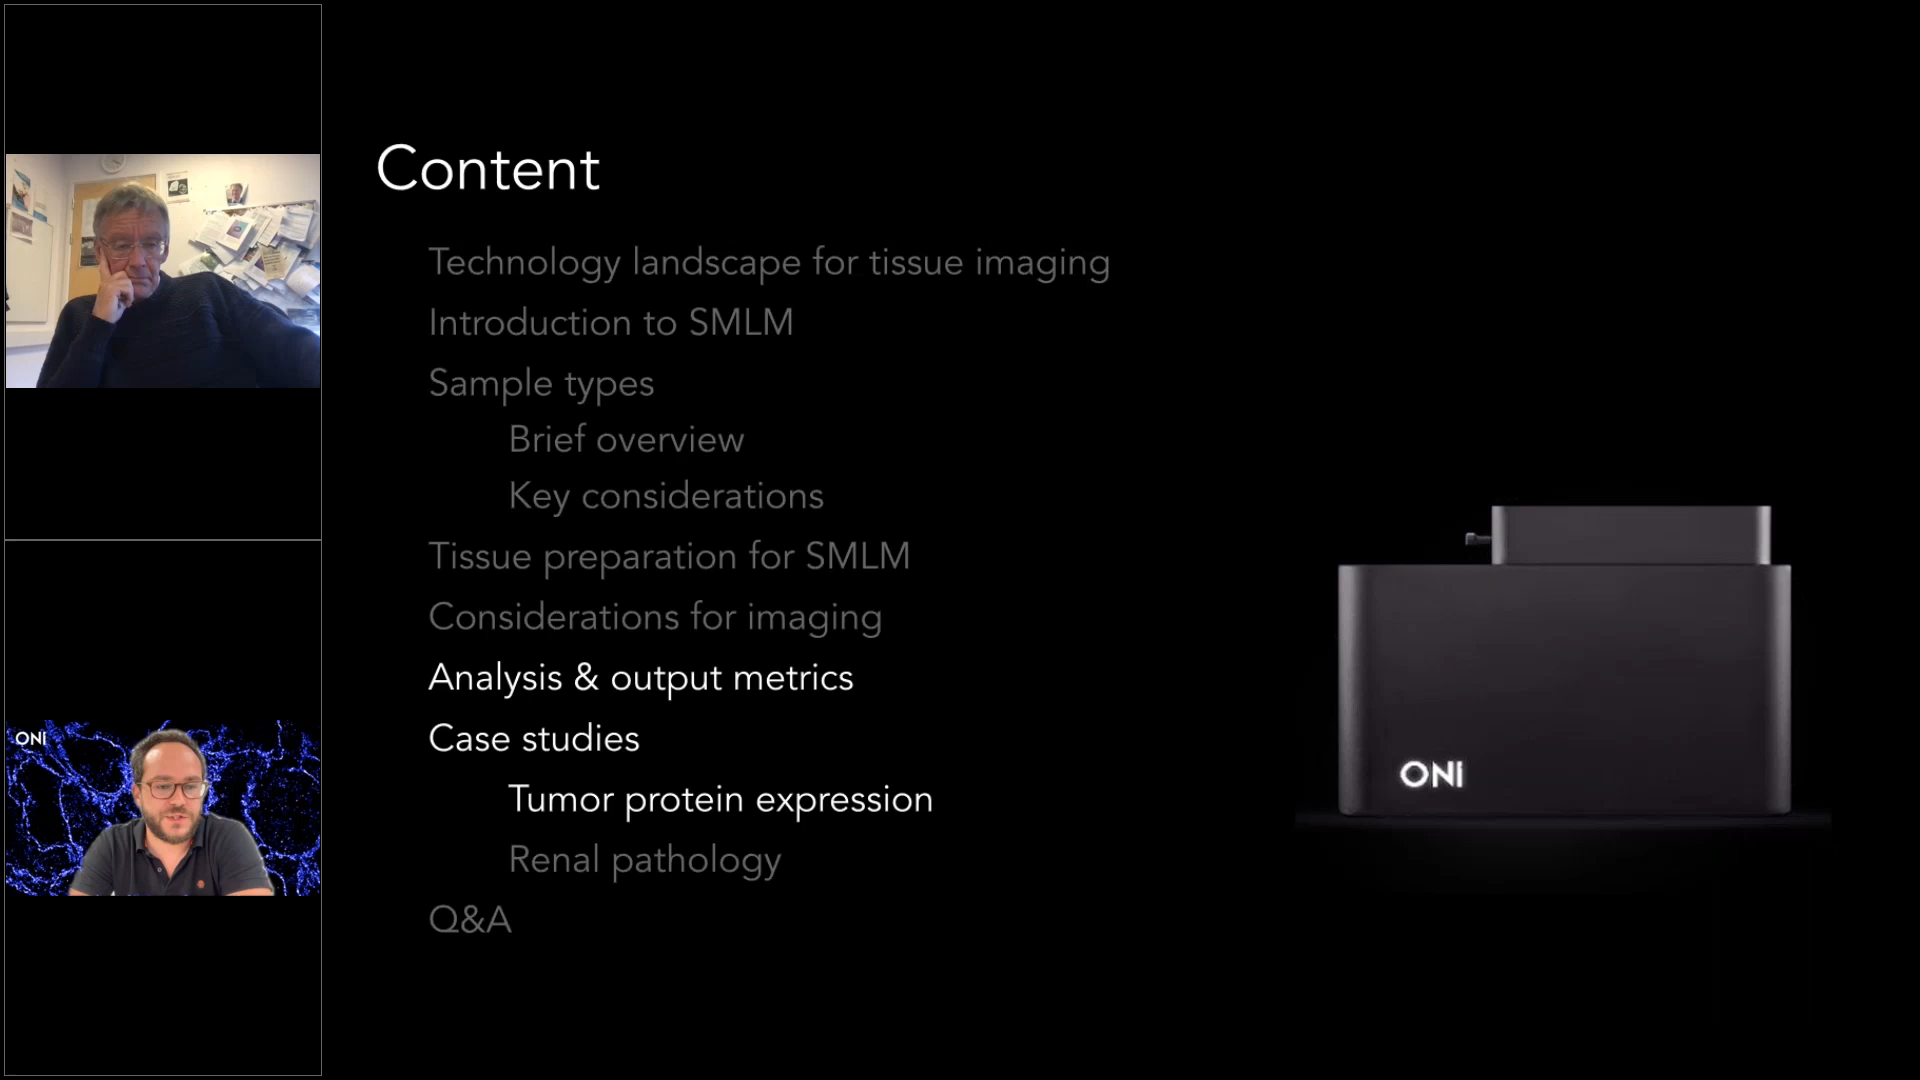 Content
Technology landscape for tissue imaging
Introduction to SMLM
Sample types
Brief overview
Key considerations
Tissue preparation for SMLM
Considerations for imaging
Analysis & output metrics
Case studies
Tumor protein expression
Renal pathology
Q&A
ONi
ONi